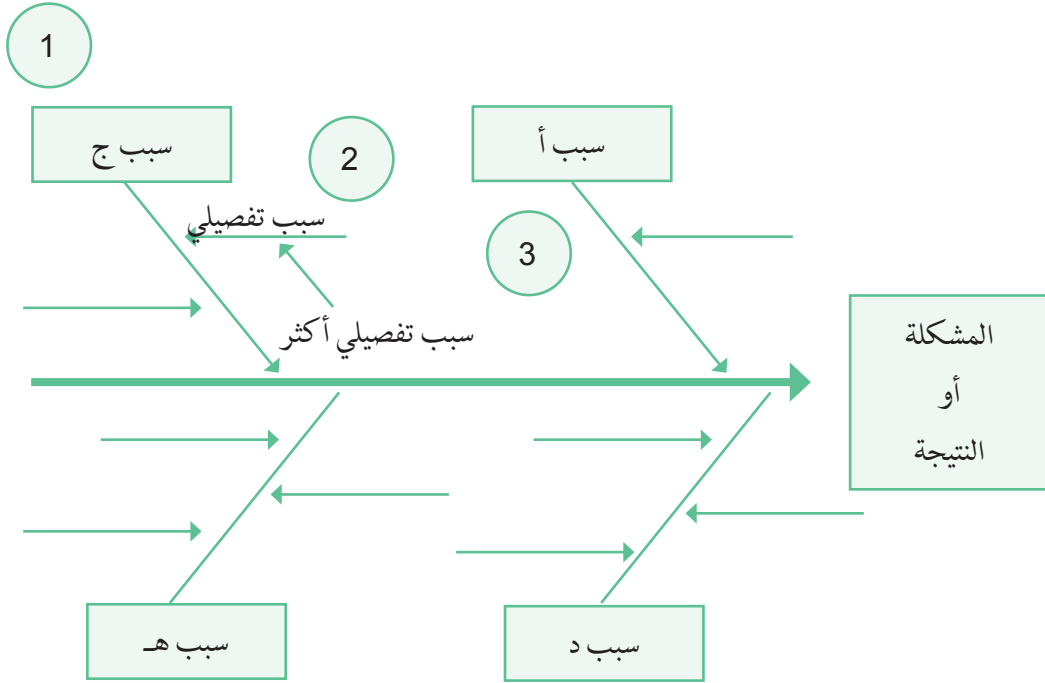 1
سبب أ
سبب ج
2
سبب تفصيلي
3
سبب تفصيلي أكثر
المشكلة
أو
النتيجة
سبب د
سبب هـ